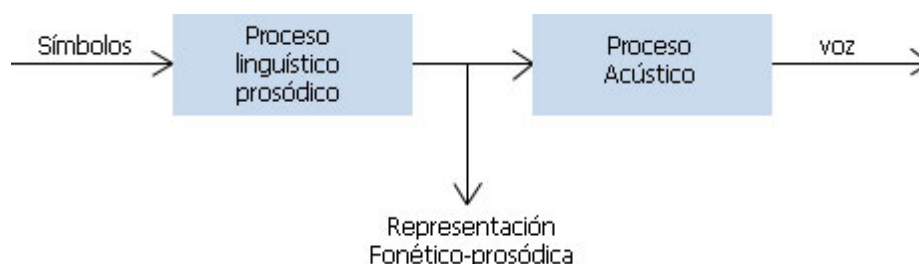 Símbolos
Proceso
linguístico
prosódico
Proceso
Acústico
voz
Representación
Fonético-prosódica